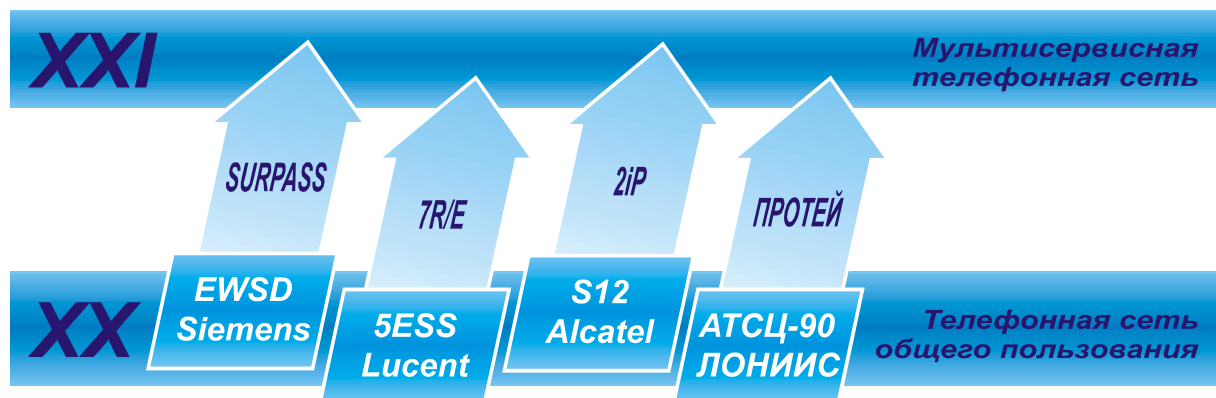 XXI
Мультисервисная
телефонная сеть
SURPASS
7R/E
2iP
ПРОТЕЙ
XX
EWSD
Siemens
5ESS
Lucent
S12
Alcatel
АТСЦ-90
ЛОНИИС
Телефонная сеть
общего пользования